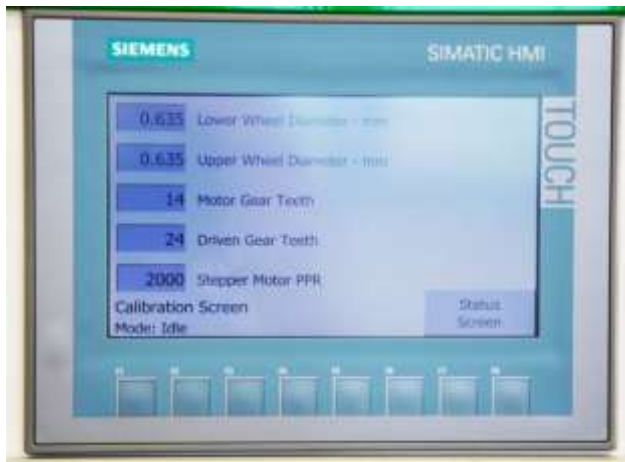 SIEMENS
SIMATIC HMI
TOUCH
0.635 Lower Wheel Diameter - mm
0.635 Upper Wheel Diameter - mm
14 Motor Gear Teeth
24 Driven Gear Teeth
2000 Stepper Motor PPR
Calibration Screen
Mode: Idle
Status
Screen